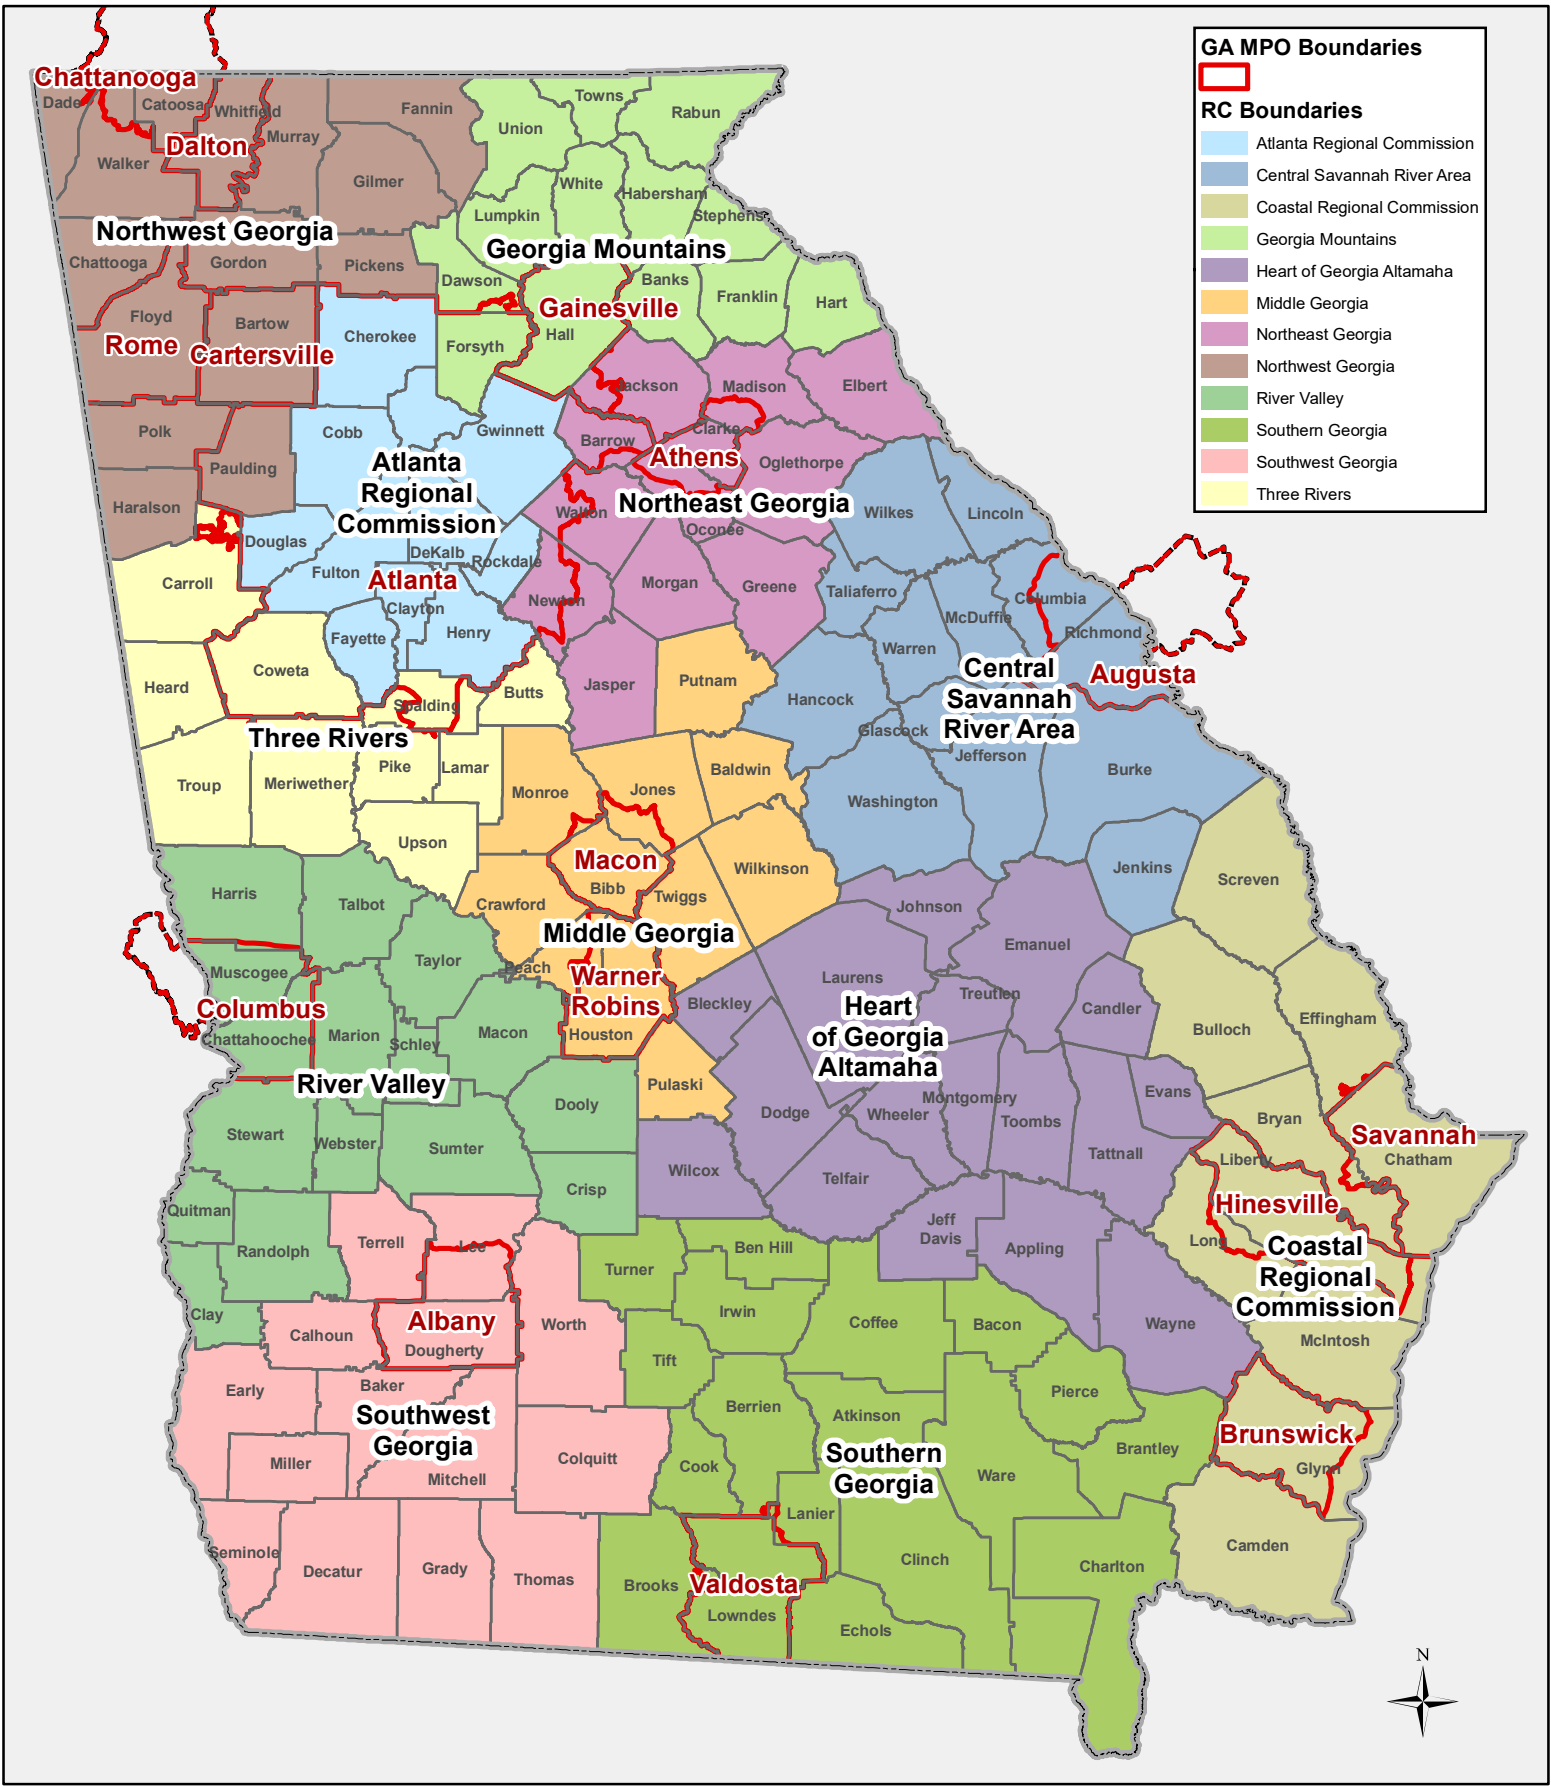 GA MPO Boundaries
RC Boundaries
Atlanta Regional Commission
Central Savannah River Area
Coastal Regional Commission
Georgia Mountains
Heart of Georgia Altamaha
Middle Georgia
Northeast Georgia
Northwest Georgia
River Valley
Southern Georgia
Southwest Georgia
Three Rivers
Chattanooga
Dade
Catoosa
Whitfield
Murray
Fannin
Dalton
Walker
Gilmer
Northwest Georgia
Chattooga
Gordon
Pickens
Floyd
Bartow
Rome
Cartersville
Polk
Paulding
Haralson
Towns
Union
Rabun
White
Habersham
Lumpkin
Stephens
Georgia Mountains
Dawson
Banks
Franklin
Hart
Gainesville
Hall
Forsyth
Cherokee
Cobb
Gwinnett
Atlanta
Regional
Commission
Douglas
DeKalb
Rockdale
Fulton
Atlanta
Clayton
Fayette
Henry
Jackson
Madison
Elbert
Barrow
Clarke
Athens
Oglethorpe
Northeast Georgia
Walton
Oconee
Morgan
Greene
Newton
Jasper
Wilkes
Lincoln
Taliaferro
McDuffie
Columbia
Richmond
Warren
Augusta
Central
Savannah
River Area
Hancock
Glascock
Jefferson
Burke
Washington
Jenkins
Carroll
Coweta
Heard
Spalding
Butts
Three Rivers
Troup
Meriwether
Pike
Lamar
Upson
Putnam
Monroe
Jones
Baldwin
Macon
Bibb
Wilkinson
Twiggs
Crawford
Middle Georgia
Peach
Warner
Robins
Houston
Pulaski
Harris
Talbot
Taylor
Muscogee
Columbus
Chattahoochee
Marion
Schley
Macon
River Valley
Dooly
Stewart
Webster
Sumter
Crisp
Quitman
Randolph
Clay
Johnson
Emanuel
Laurens
Treutlen
Candler
Bleckley
Heart
of Georgia
Altamaha
Dodge
Wheeler
Montgomery
Toombs
Evans
Tattnall
Wilcox
Telfair
Jeff
Davis
Appling
Wayne
Screven
Bulloch
Effingham
Bryan
Savannah
Chatham
Liberty
Hinesville
Long
Coastal
Regional
Commission
McIntosh
Brunswick
Glynn
Camden
Terrell
Lee
Albany
Calhoun
Dougherty
Worth
Early
Baker
Southwest
Georgia
Miller
Mitchell
Colquitt
Seminole
Decatur
Grady
Thomas
Turner
Ben Hill
Irwin
Coffee
Bacon
Tift
Berrien
Atkinson
Pierce
Southern
Georgia
Cook
Ware
Brantley
Lanier
Clinch
Charlton
Brooks
Valdosta
Lowndes
Echols
N